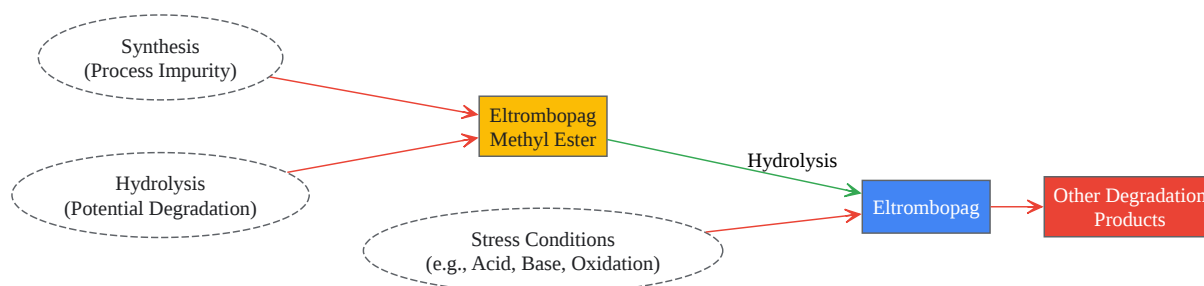 Synthesis
(Process Impurity)
Eltrombopag
Methyl Ester
Hydrolysis
Hydrolysis
(Potential Degradation)
Eltrombopag
Other Degradation
Products
Stress Conditions
(e.g., Acid, Base, Oxidation)